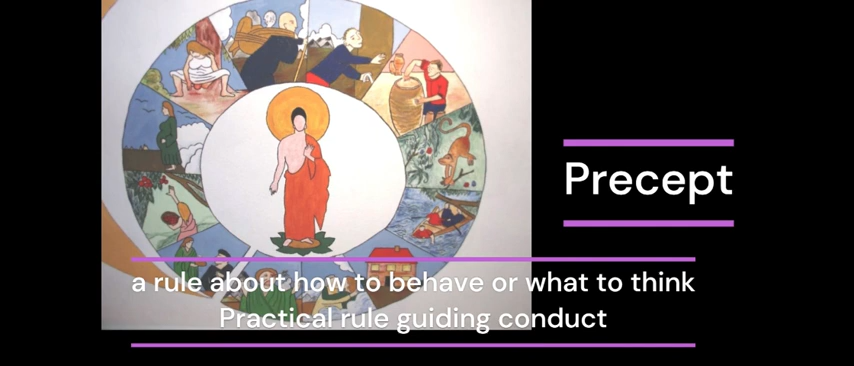 Precept
a rule about how to behave or what to think
Practical rule guiding conduct